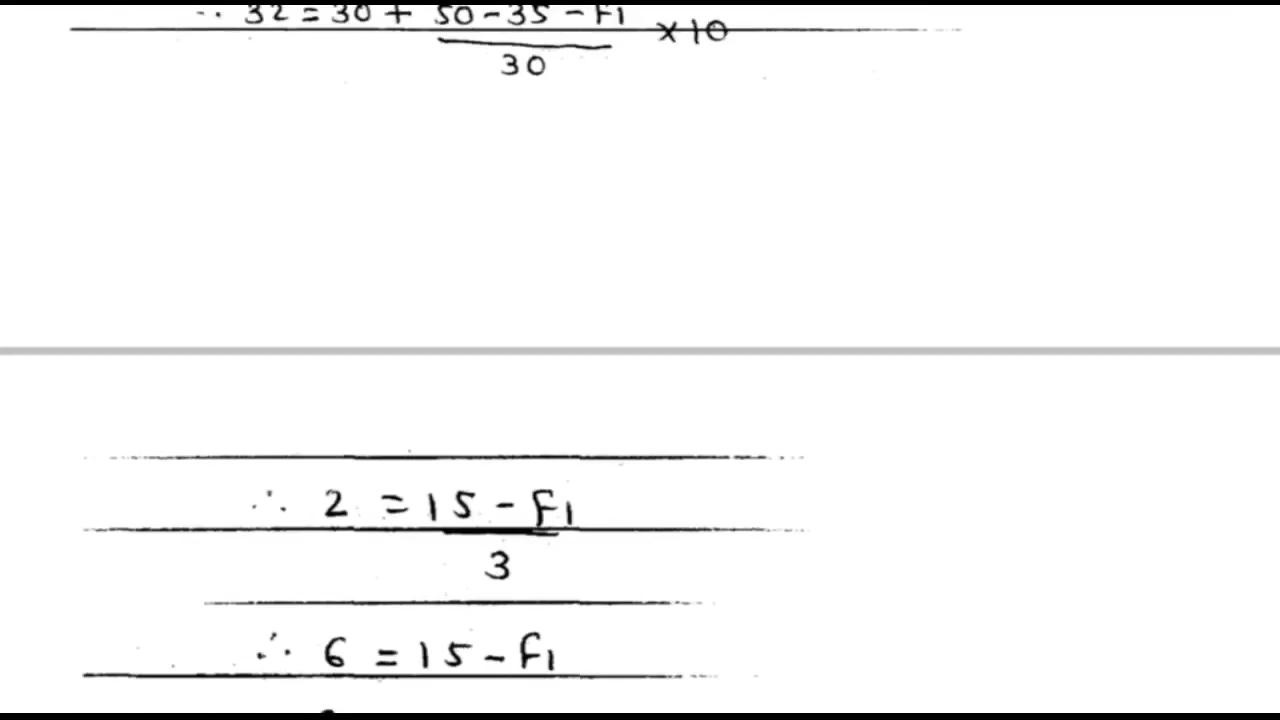 ∴ 32 = 30 + 50 - 35 - F1 × 10
30
∴ 2 = 15 - F1
3
∴ 6 = 15 - F1